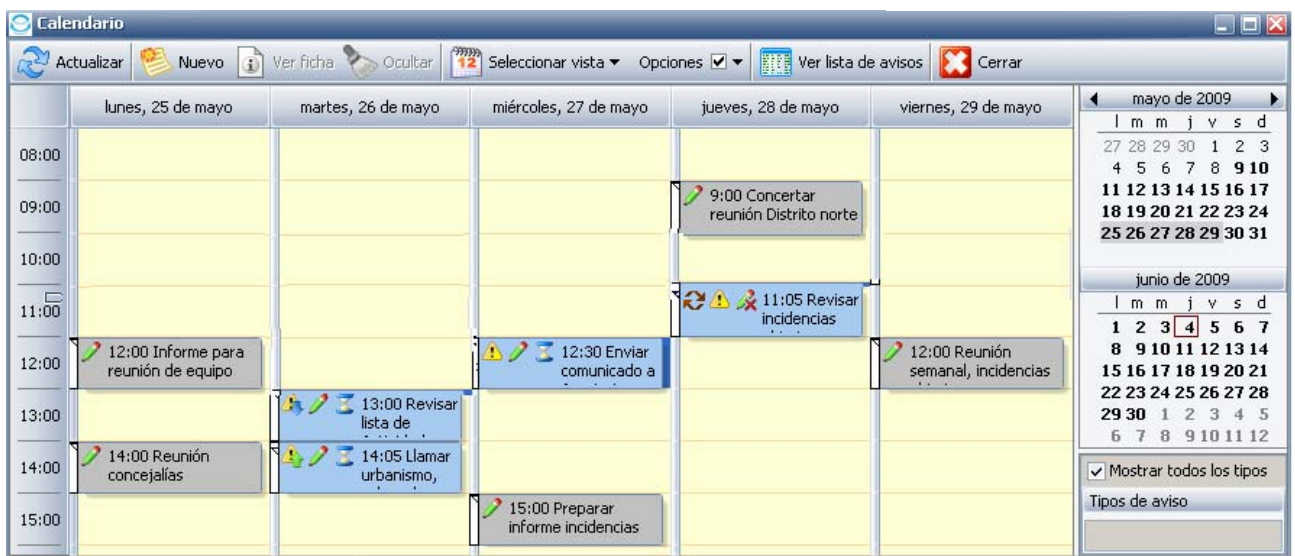 Calendario
Actualizar Nuevo Ver ficha Ocultar 12 Seleccionar vista Opciones Ver lista de avisos Cerrar
lunes, 25 de mayo martes, 26 de mayo miércoles, 27 de mayo jueves, 28 de mayo viernes, 29 de mayo
08:00
09:00
10:00
11:00
12:00
13:00
14:00
15:00
12:00 Informe para
reunión de equipo
14:00 Reunión
concejalías
13:00 Revisar
lista de
14:05 Llamar
urbanismo,
12:30 Enviar
comunicado a
15:00 Preparar
informe incidencias
9:00 Concertar
reunión Distrito norte
11:05 Revisar
incidencias
12:00 Reunión
semanal, incidencias
mayo de 2009
l m m j v s d
27 28 29 30 1 2 3
4 5 6 7 8 9 10
11 12 13 14 15 16 17
18 19 20 21 22 23 24
25 26 27 28 29 30 31
junio de 2009
l m m j v s d
1 2 3 4 5 6 7
8 9 10 11 12 13 14
15 16 17 18 19 20 21
22 23 24 25 26 27 28
29 30 1 2 3 4 5
6 7 8 9 10 11 12
Mostrar todos los tipos
Tipos de aviso